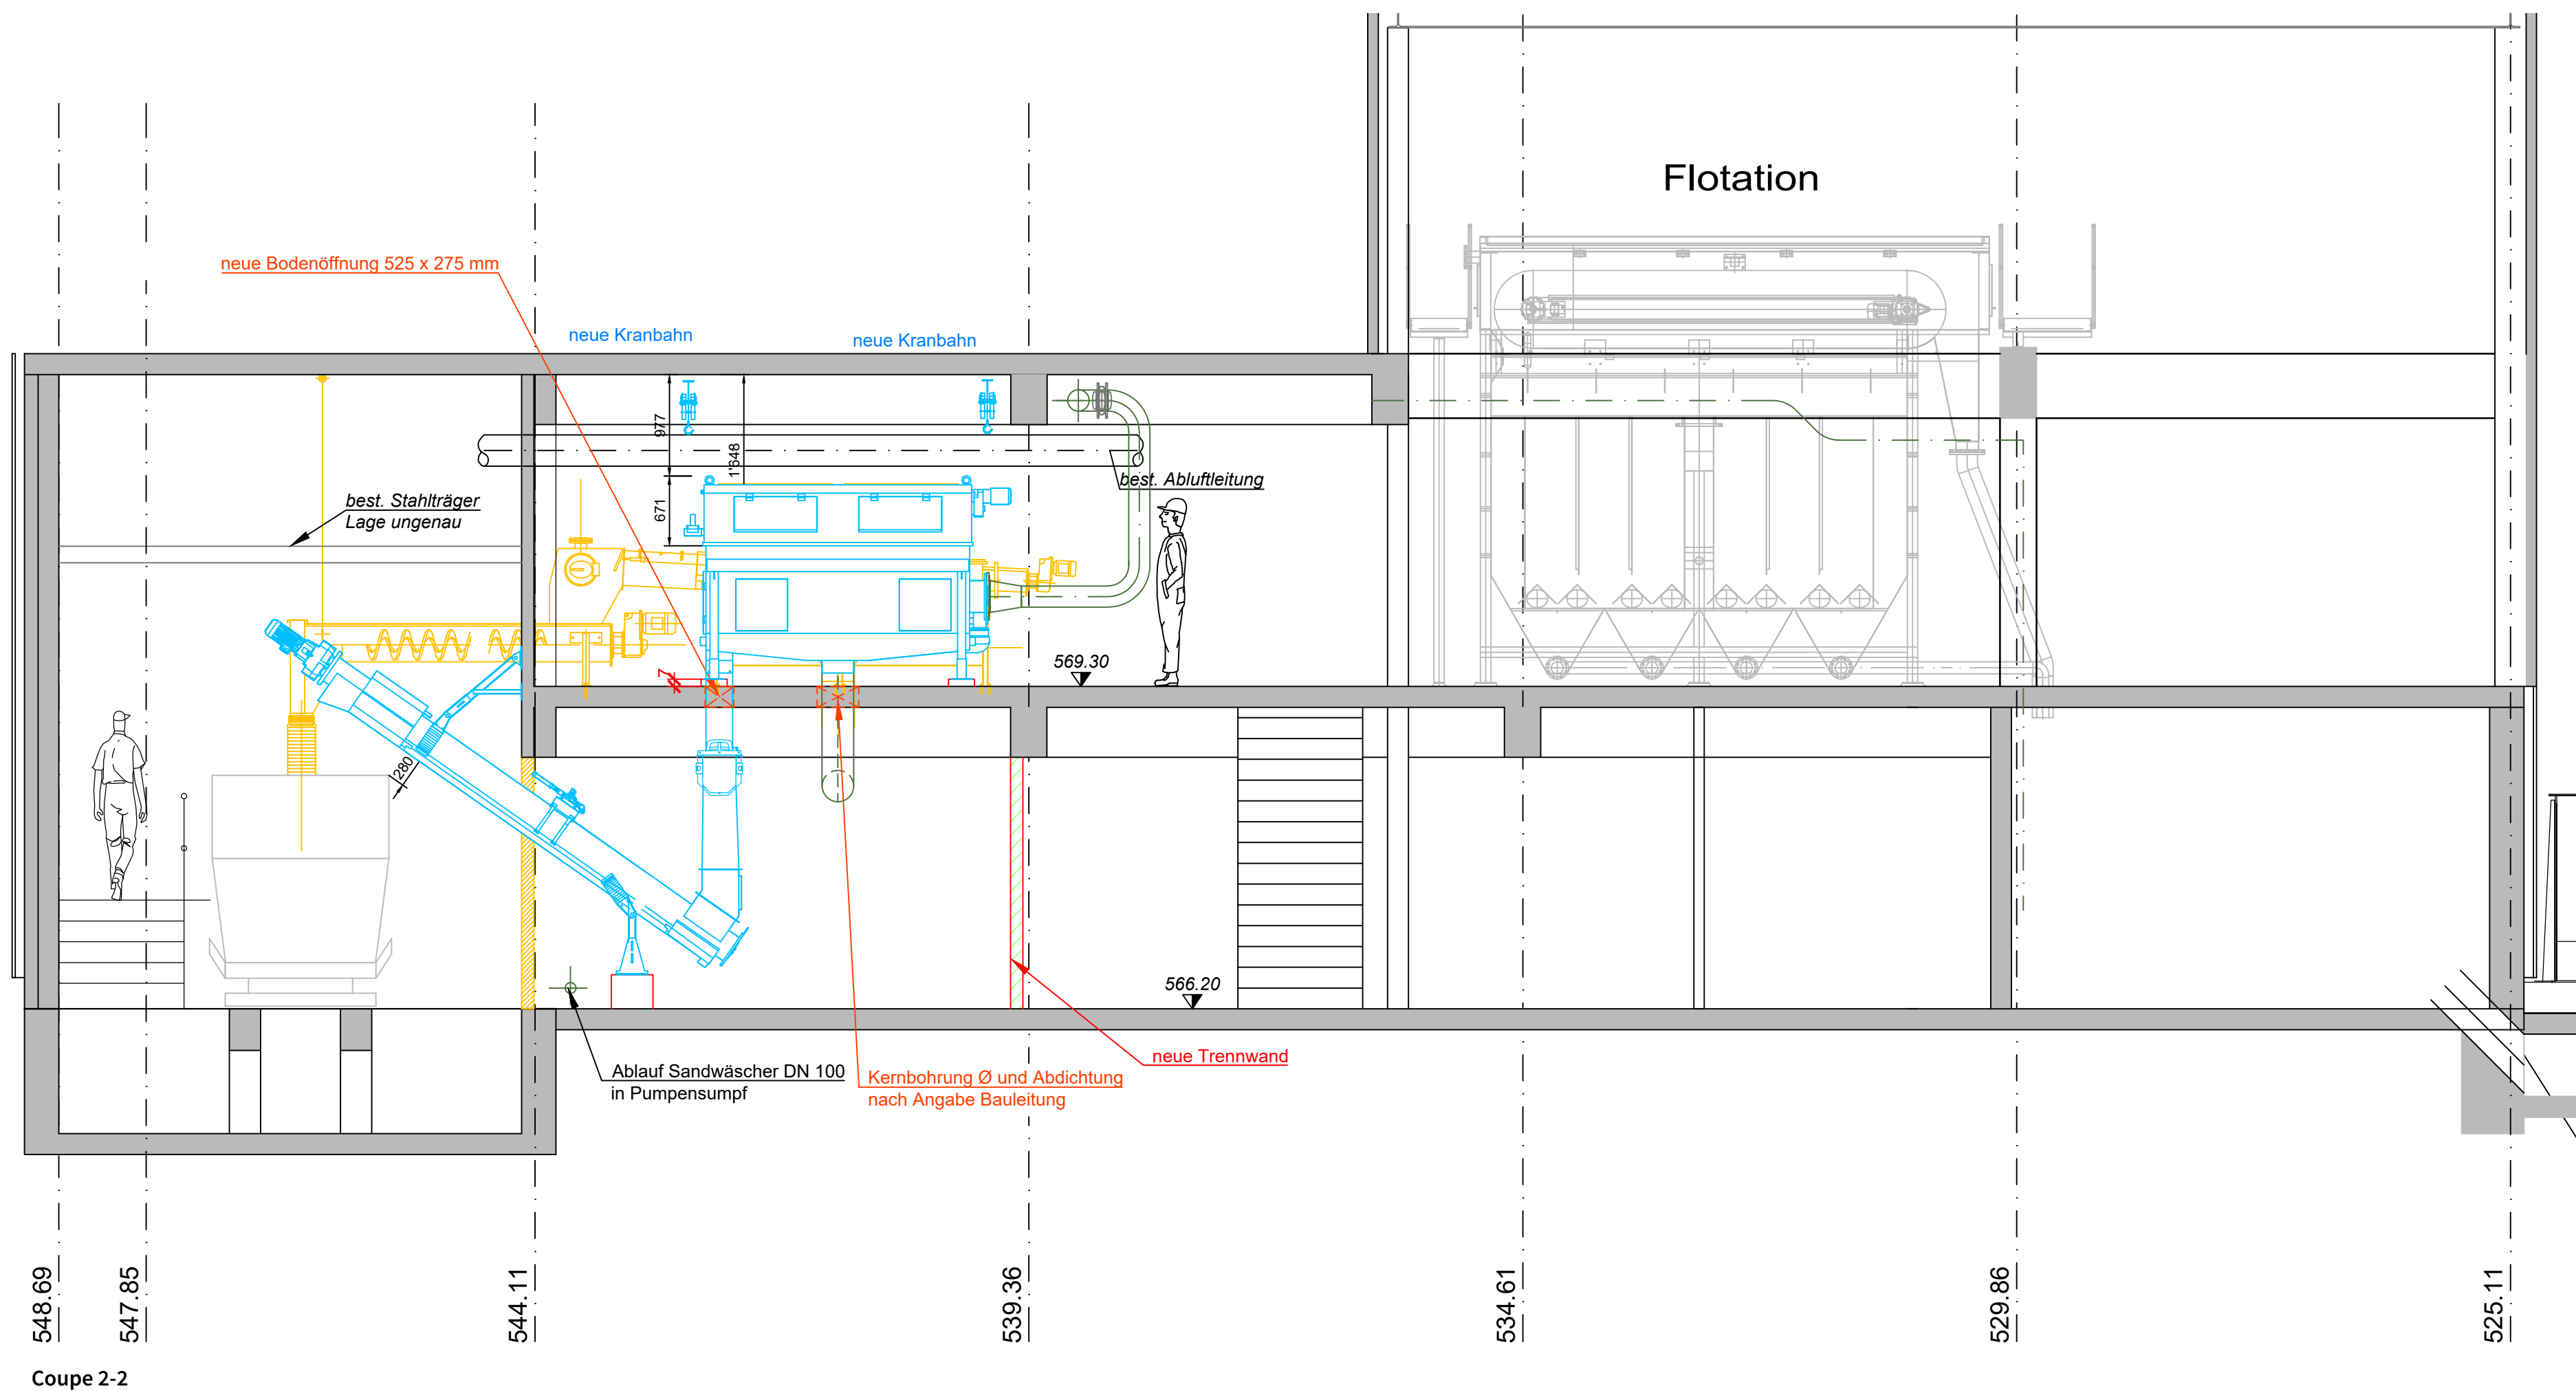 Flotation
neue Bodenöffnung 525 x 275 mm
neue Kranbahn
neue Kranbahn
977
1'648
671
best. Abluftleitung
best. Stahlträger
Lage ungenau
7
569.30
280
566.20
neue Trennwand
Ablauf Sandwäscher DN 100
in Pumpensumpf
Kernbohrung Ø und Abdichtung
nach Angabe Bauleitung
548.69
547.85
544.11
539.36
534.61
529.86
525.11
Coupe 2-2